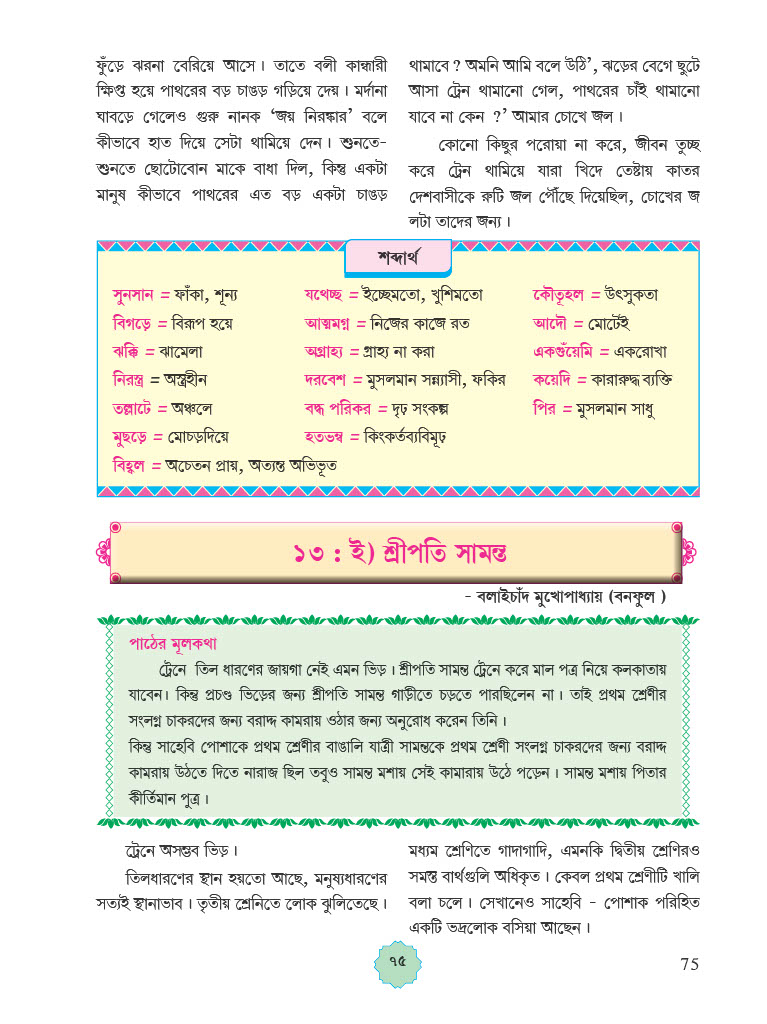 ফুঁড়ে ঝরনা বেরিয়ে আসে। তাতে বলী কান্ধারী
ক্ষিপ্ত হয়ে পাথরের বড় চাঙড় গড়িয়ে দেয়। মর্দানা
ঘাবড়ে গেলেও গুরু নানক ‘জয় নিরঙ্কার’ বলে
কীভাবে হাত দিয়ে সেটা থামিয়ে দেন। শুনতে-
শুনতে ছোটোবোন মাকে বাধা দিল, কিন্তু একটা
মানুষ কীভাবে পাথরের এত বড় একটা চাঙড়
থামাবে ? অমনি আমি বলে উঠি’, ঝড়ের বেগে ছুটে
আসা ট্রেন থামানো গেল, পাথরের চাঁই থামানো
যাবে না কেন ?’ আমার চোখে জল।
কোনো কিছুর পরোয়া না করে, জীবন তুচ্ছ
করে ট্রেন থামিয়ে যারা খিদে তেষ্টায় কাতর
দেশবাসীকে রুটি জল পৌঁছে দিয়েছিল, চোখের জ
লটা তাদের জন্য।
শব্দার্থ
সুনসান = ফাঁকা, শূন্য
যথেচ্ছ = ইচ্ছেমতো, খুশিমতো
কৌতূহল = উৎসুকতা
বিগড়ে = বিরূপ হয়ে
আত্মমগ্ন = নিজের কাজে রত
আদৌ = মোটেই
ঝক্কি = ঝামেলা
অগ্রাহ্য = গ্রাহ্য না করা
একগুঁয়েমি = একরোখা
নিরস্ত্র = অস্ত্রহীন
দরবেশ = মুসলমান সন্ন্যাসী, ফকির
কয়েদি = কারারুদ্ধ ব্যক্তি
তল্লাটে = অঞ্চলে
বদ্ধ পরিকর = দৃঢ় সংকল্প
পির = মুসলমান সাধু
মুছড়ে = মোচড়দিয়ে
হতভম্ব = কিংকর্তব্যবিমূঢ়
বিহ্বল = অচেতন প্রায়, অত্যন্ত অভিভূত
১৩ : ই) শ্রীপতি সামন্ত
- বলাইচাঁদ মুখোপাধ্যায় (বনফুল )
পাঠের মূলকথা
ট্রেনে তিল ধারণের জায়গা নেই এমন ভিড়। শ্রীপতি সামন্ত ট্রেনে করে মাল পত্র নিয়ে কলকাতায়
যাবেন। কিন্তু প্রচণ্ড ভিড়ের জন্য শ্রীপতি সামন্ত গাড়ীতে চড়তে পারছিলেন না। তাই প্রথম শ্রেণীর
সংলগ্ন চাকরদের জন্য বরাদ্দ কামরায় ওঠার জন্য অনুরোধ করেন তিনি।
কিন্তু সাহেবি পোশাকে প্রথম শ্রেণীর বাঙালি যাত্রী সামন্তকে প্রথম শ্রেণী সংলগ্ন চাকরদের জন্য বরাদ্দ
কামরায় উঠতে দিতে নারাজ ছিল তবুও সামন্ত মশায় সেই কামারায় উঠে পড়েন। সামন্ত মশায় পিতার
কীর্তিমান পুত্র।
ট্রেনে অসম্ভব ভিড়।
তিলধারণের স্থান হয়তো আছে, মনুষ্যধারণের
সত্যই স্থানাভাব। তৃতীয় শ্রেনিতে লোক ঝুলিতেছে।
মধ্যম শ্রেণিতে গাদাগাদি, এমনকি দ্বিতীয় শ্রেণিরও
সমস্ত বার্থগুলি অধিকৃত। কেবল প্রথম শ্রেণীটি খালি
বলা চলে। সেখানেও সাহেবি - পোশাক পরিহিত
একটি ভদ্রলোক বসিয়া আছেন।
৭৫
75